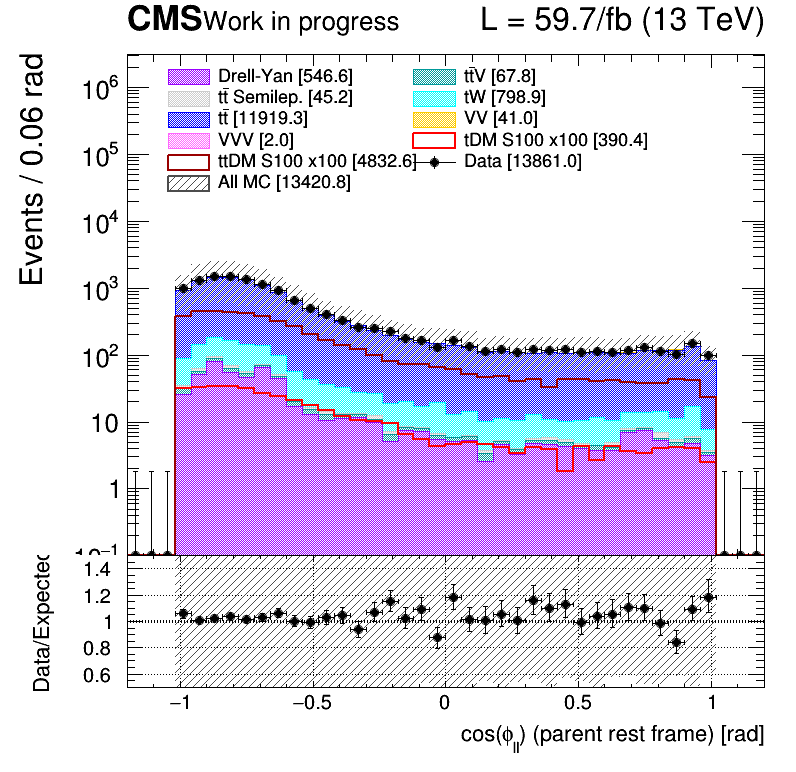 CMS Work in progress L = 59.7/fb (13 TeV)
Events / 0.06 rad
10⁶
10⁵
10⁴
10³
10²
10
1
10⁻¹
Drell-Yan [546.6] tt̄V [67.8]
tt̄ Semilep. [45.2] tW [798.9]
tt̄ [11919.3] VV [41.0]
VVV [2.0] tDM S100 x100 [390.4]
ttDM S100 x100 [4832.6] Data [13861.0]
All MC [13420.8]
Data/Expected
1.4
1.2
1
0.8
0.6
−1 −0.5 0 0.5 1
cos(ϕ_ll) (parent rest frame) [rad]